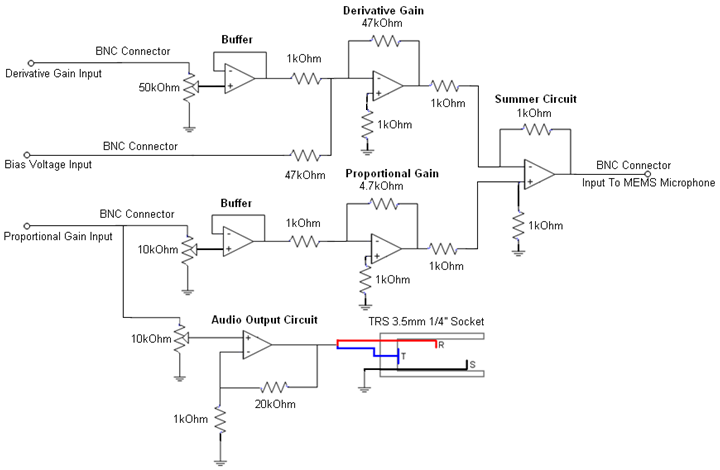 Derivative Gain
47kOhm
BNC Connector
Buffer
1kOhm
Derivative Gain Input
50kOhm
-
+
-
+
1kOhm
Summer Circuit
1kOhm
1kOhm
BNC Connector
Bias Voltage Input
47kOhm
-
+
BNC Connector
Input To MEMS Microphone
Proportional Gain
4.7kOhm
Buffer
BNC Connector
1kOhm
Proportional Gain Input
10kOhm
-
+
-
+
1kOhm
1kOhm
1kOhm
Audio Output Circuit
TRS 3.5mm 1/4" Socket
10kOhm
+
-
R
T
S
20kOhm
1kOhm